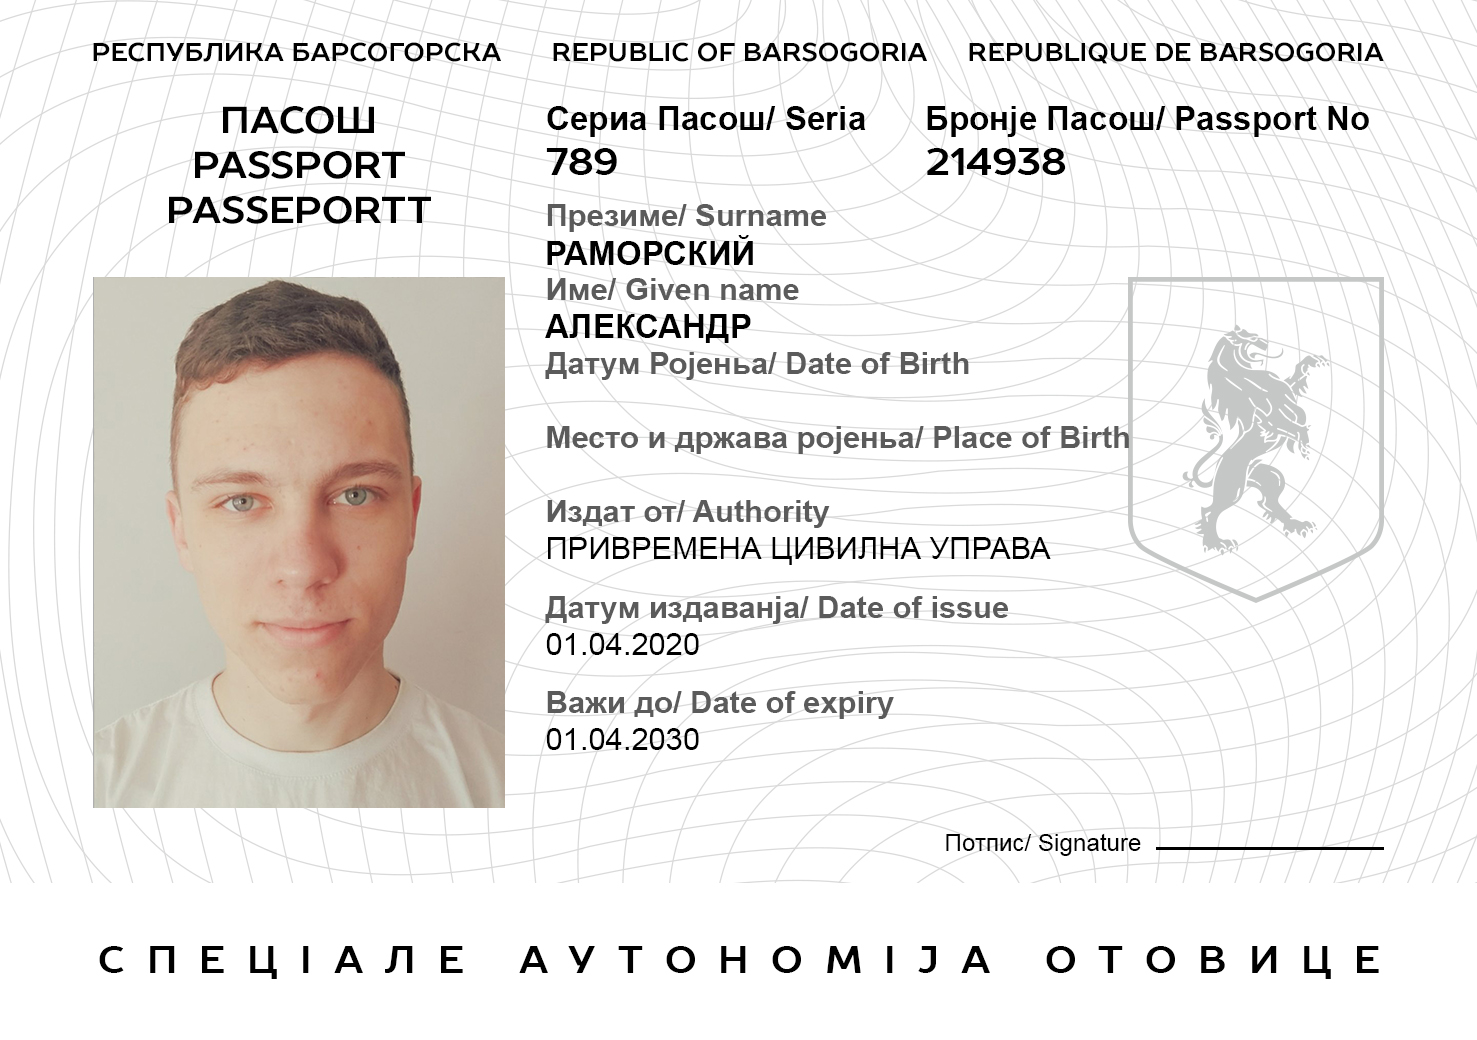 РЕСПУБЛИКА БАРСОГОРСКА REPUBLIC OF BARSOGORIA REPUBLIQUE DE BARSOGORIA
ПАСОШ
PASSPORT
PASSEPORTT
Сериа Пасош/ Seria
789
Бронје Пасош/ Passport No
214938
Презиме/ Surname
РАМОРСКИЙ
Име/ Given name
АЛЕКСАНДР
Датум Ројења/ Date of Birth
Место и држава ројења/ Place of Birth
Издат от/ Authority
ПРИВРЕМЕНА ЦИВИЛНА УПРАВА
Датум издаванја/ Date of issue
01.04.2020
Важи до/ Date of expiry
01.04.2030
Потпис/ Signature
СПЕЦІАЛЕ АУТОНОМІЈА ОТОВИЦЕ